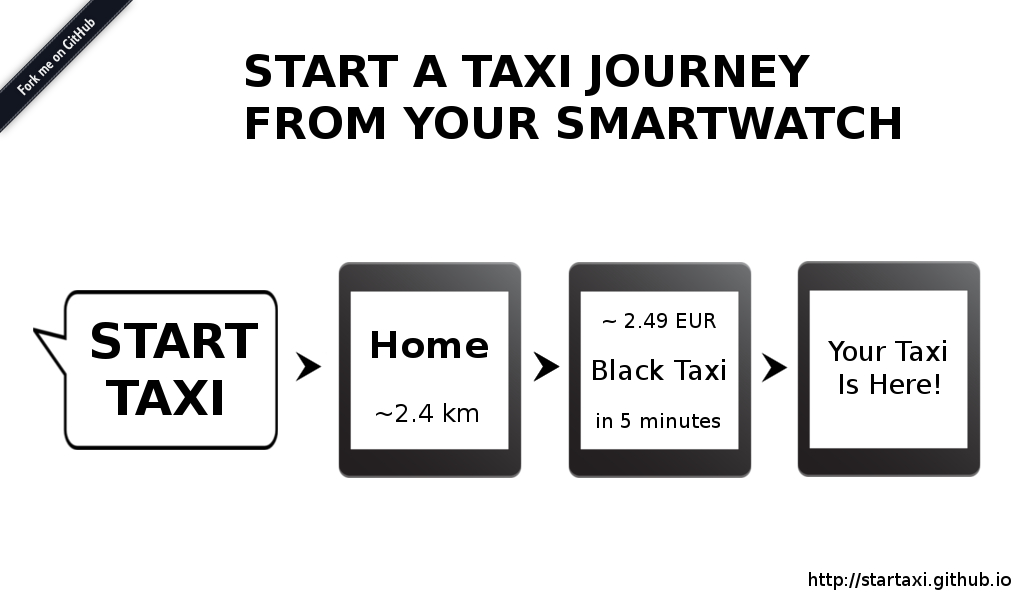 Fork me on GitHub
START A TAXI JOURNEY
FROM YOUR SMARTWATCH
START
TAXI
Home
~2.4 km
~ 2.49 EUR
Black Taxi
in 5 minutes
Your Taxi
Is Here!
http://startaxi.github.io